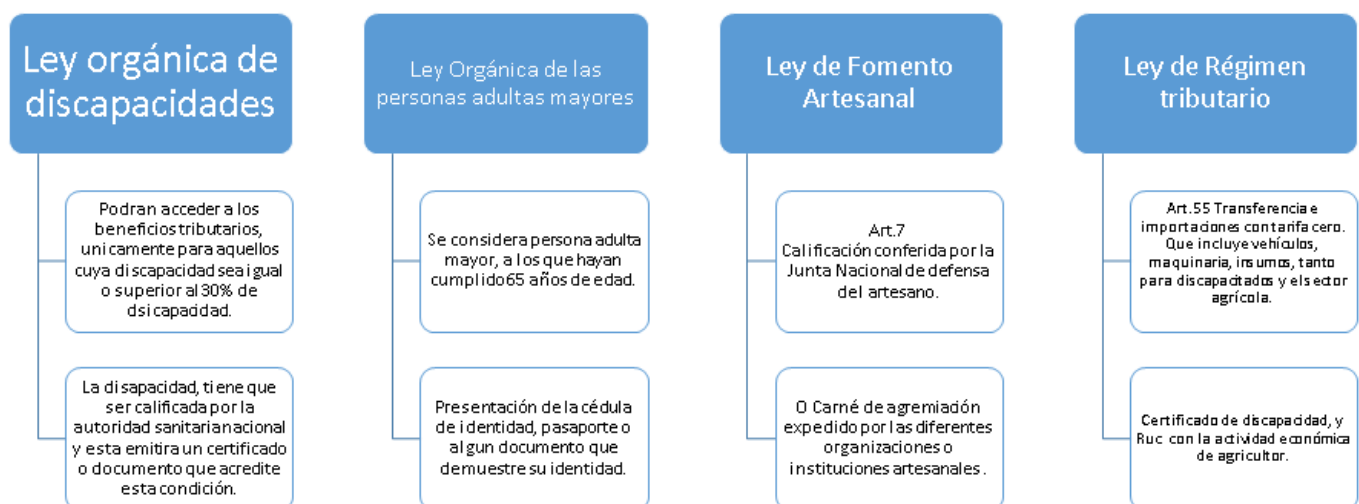 Ley orgánica de
discapacidades
Podran acceder a los
beneficios tributarios,
unicamente para aquellos
cuya discapacidad sea igual
o superior al 30% de
dsicapacidad.
La disapacidad, tiene que
ser calificada por la
autoridad sanitaria nacional
y esta emitira un certificado
o documento que acredite
esta condición.
Ley Orgánica de las
personas adultas mayores
Se considera persona adulta
mayor, a los que hayan
cumplido 65 años de edad.
Presentación de la cédula
de identidad, pasaporte o
algun documento que
demuestre su identidad.
Ley de Fomento
Artesanal
Art.7
Calificación conferida por la
Junta Nacional de defensa
del artesano.
O Carné de agremiación
expedido por las diferentes
organizaciones o
instituciones artesanales.
Ley de Régimen
tributario
Art.55 Transferencia e
importaciones con tarifa cero.
Que incluye vehículos,
maquinaria, insumos, tanto
para discapacitados y el sector
agrícola.
Certificado de discapacidad, y
Ruc con la actividad económica
de agricultor.